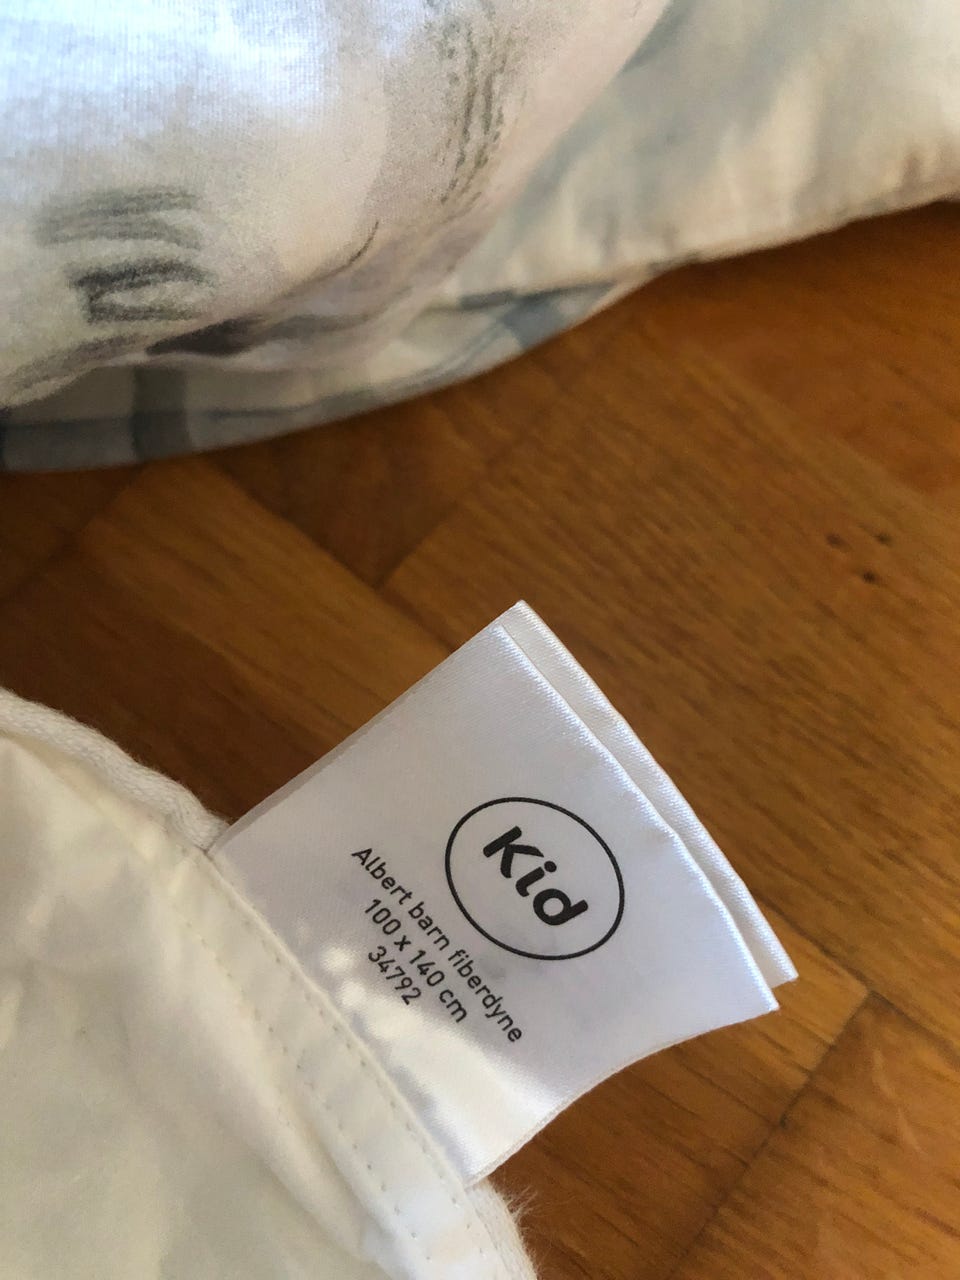 Kid
Albert barn fiberdyne
100 x 140 cm
34792